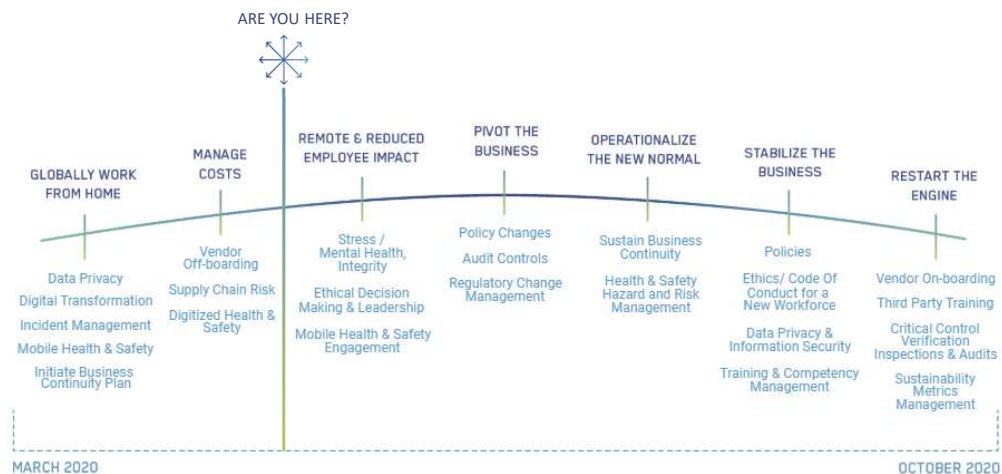 ARE YOU HERE?
GLOBALLY WORK
FROM HOME
Data Privacy
Digital Transformation
Incident Management
Mobile Health & Safety
Initiate Business
Continuity Plan
MANAGE
COSTS
Vendor
Off-boarding
Supply Chain Risk
Digitized Health &
Safety
REMOTE & REDUCED
EMPLOYEE IMPACT
Stress /
Mental Health,
Integrity
Ethical Decision
Making & Leadership
Mobile Health & Safety
Engagement
PIVOT THE
BUSINESS
Policy Changes
Audit Controls
Regulatory Change
Management
OPERATIONALIZE
THE NEW NORMAL
Sustain Business
Continuity
Health & Safety
Hazard and Risk
Management
STABILIZE THE
BUSINESS
Policies
Ethics/ Code Of
Conduct for a
New Workforce
Data Privacy &
Information Security
Training & Competency
Management
RESTART THE
ENGINE
Vendor On-boarding
Third Party Training
Critical Control
Verification
Inspections & Audits
Sustainability
Metrics
Management
MARCH 2020
OCTOBER 2020